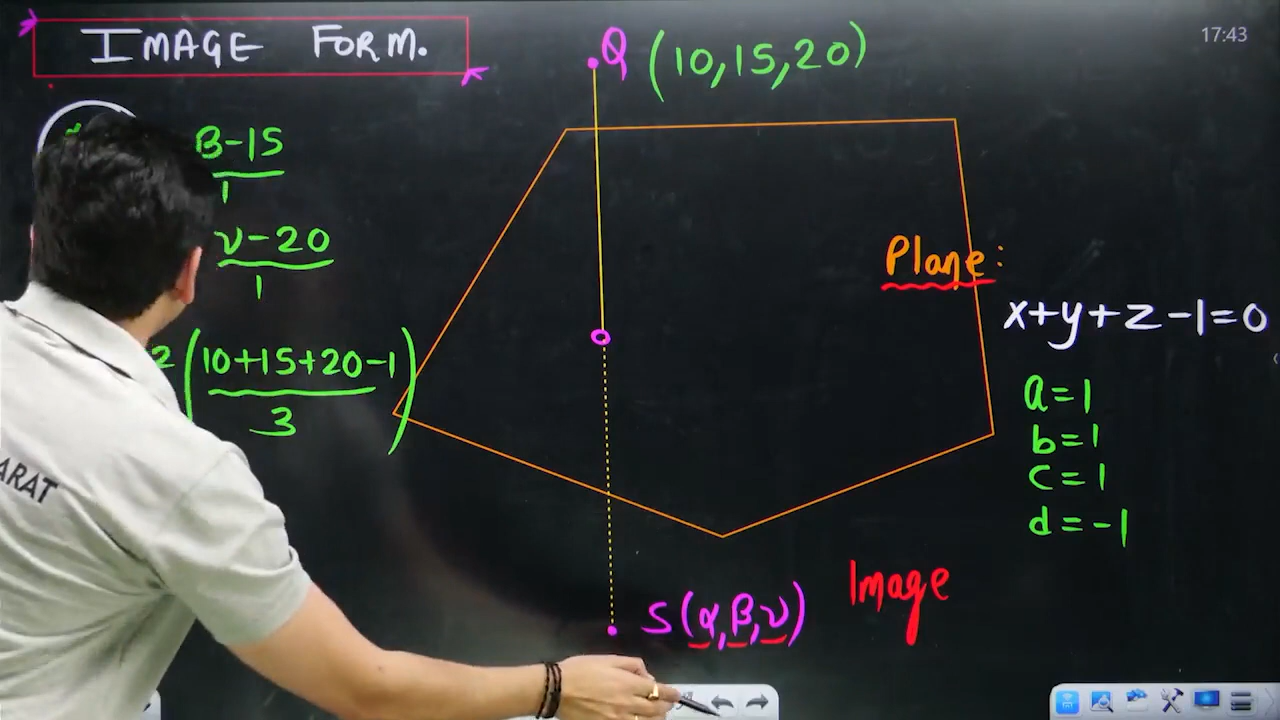 IMAGE FORM.
17:43
Q (10,15,20)
β-15
1
ν-20
1
2(10+15+20-1
3)
Plane:
x+y+z-1=0
a=1
b=1
c=1
d=-1
S(α,β,ν)
Image
ARAT